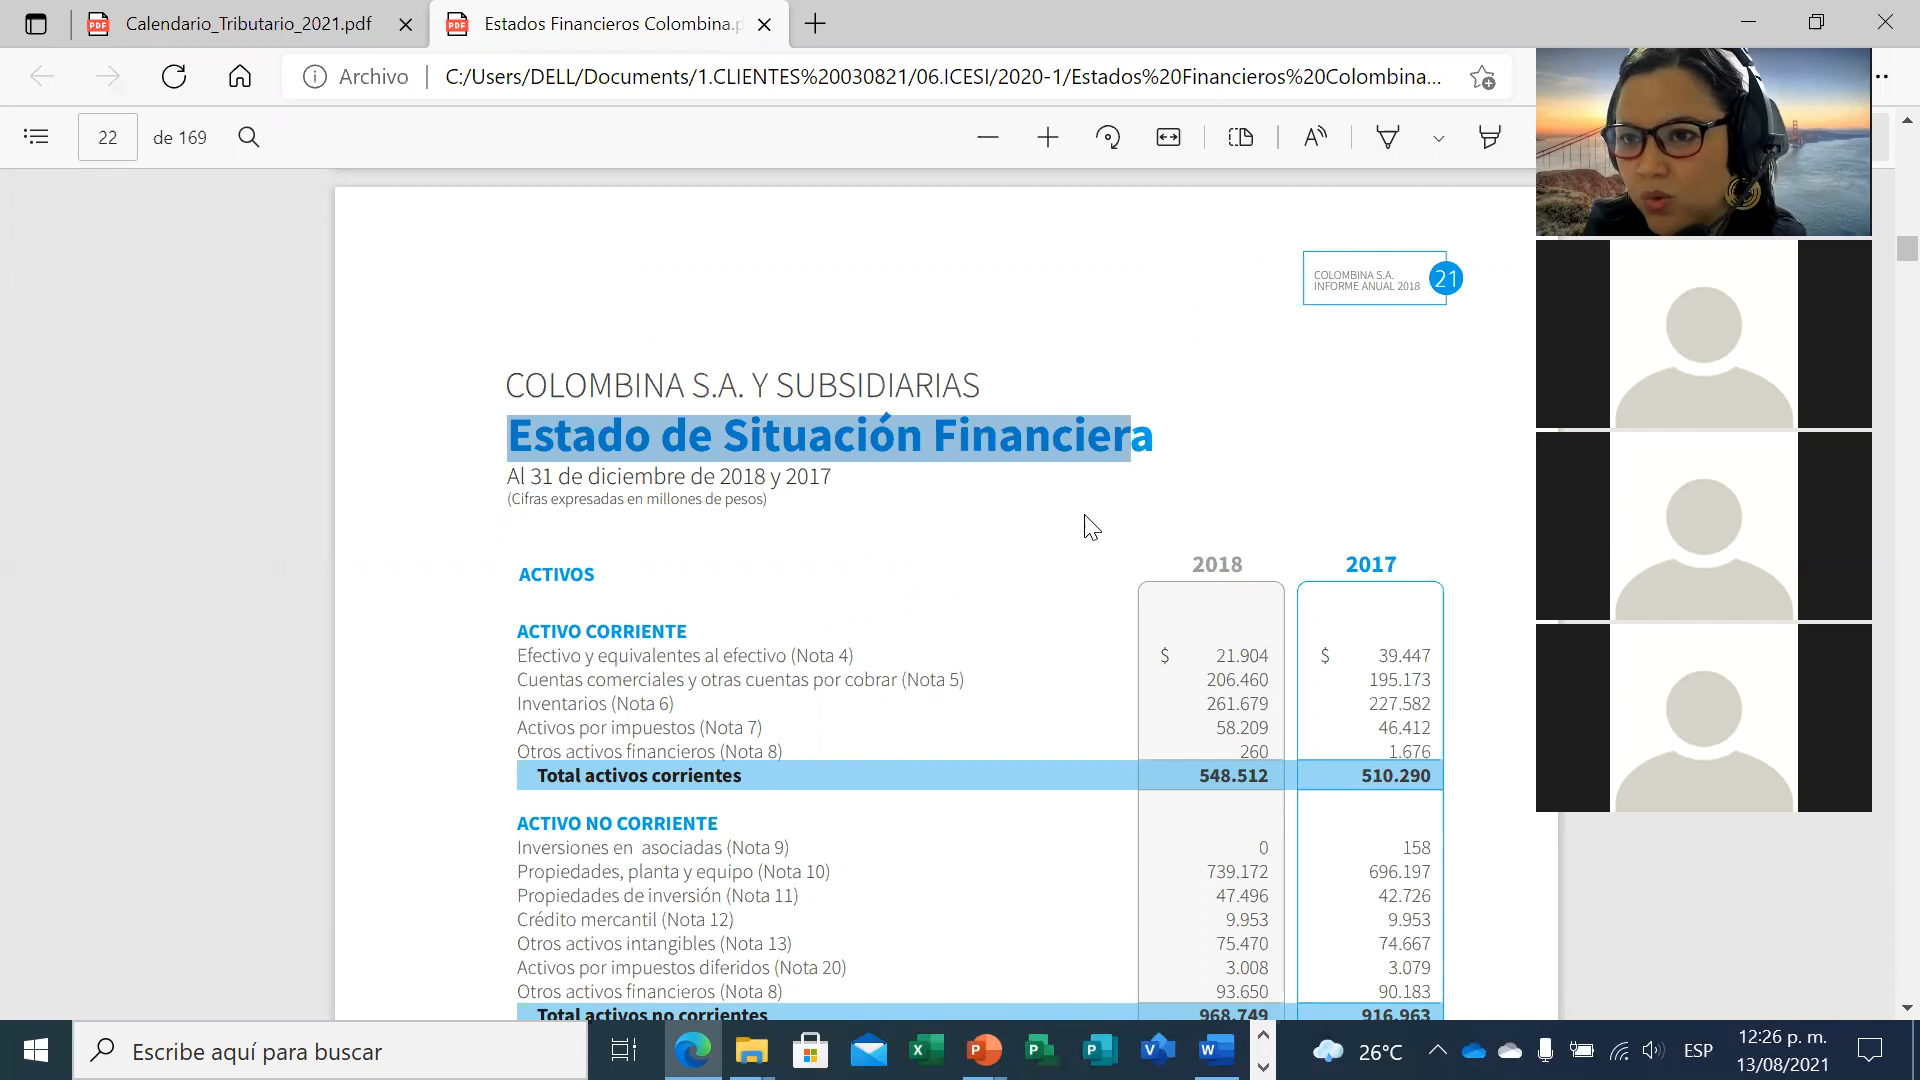 Calendario_Tributario_2021.pdf
Estados Financieros Colombina.p
Archivo
C:/Users/DELL/Documents/1.CLIENTES%20030821/06.ICESI/2020-1/Estados%20Financieros%20Colombina...
22 de 169
COLOMBINA S.A.
INFORME ANUAL 2018
21
COLOMBINA S.A. Y SUBSIDIARIAS
Estado de Situación Financiera
Al 31 de diciembre de 2018 y 2017
(Cifras expresadas en millones de pesos)
ACTIVOS 2018 2017
ACTIVO CORRIENTE
Efectivo y equivalentes al efectivo (Nota 4) $ 21.904 $ 39.447
Cuentas comerciales y otras cuentas por cobrar (Nota 5) 206.460 195.173
Inventarios (Nota 6) 261.679 227.582
Activos por impuestos (Nota 7) 58.209 46.412
Otros activos financieros (Nota 8) 260 1.676
Total activos corrientes 548.512 510.290
ACTIVO NO CORRIENTE
Inversiones en asociadas (Nota 9) 0 158
Propiedades, planta y equipo (Nota 10) 739.172 696.197
Propiedades de inversión (Nota 11) 47.496 42.726
Crédito mercantil (Nota 12) 9.953 9.953
Otros activos intangibles (Nota 13) 75.470 74.667
Activos por impuestos diferidos (Nota 20) 3.008 3.079
Otros activos financieros (Nota 8) 93.650 90.183
Total activos no corrientes 968.749 916.963
Escribe aquí para buscar
26°C
ESP
12:26 p. m.
13/08/2021